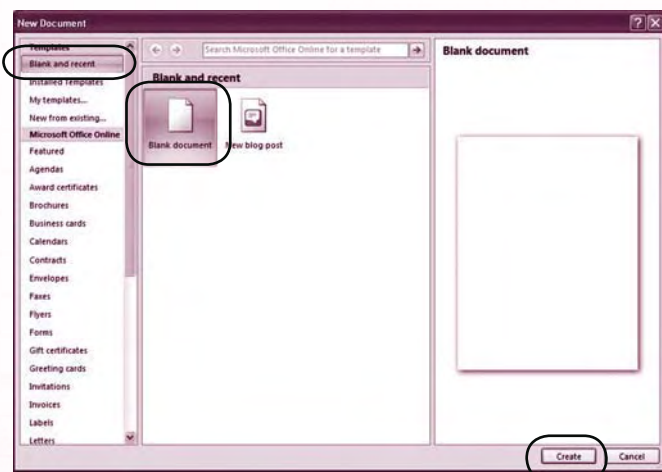 New Document
Templates
Blank and recent
Installed Templates
My templates...
New from existing...
Microsoft Office Online
Featured
Agendas
Award certificates
Brochures
Business cards
Calendars
Contracts
Envelopes
Faxes
Flyers
Forms
Gift certificates
Greeting cards
Invitations
Invoices
Labels
Letters
Search Microsoft Office Online for a template
Blank and recent
Blank document
New blog post
Blank document
Create
Cancel